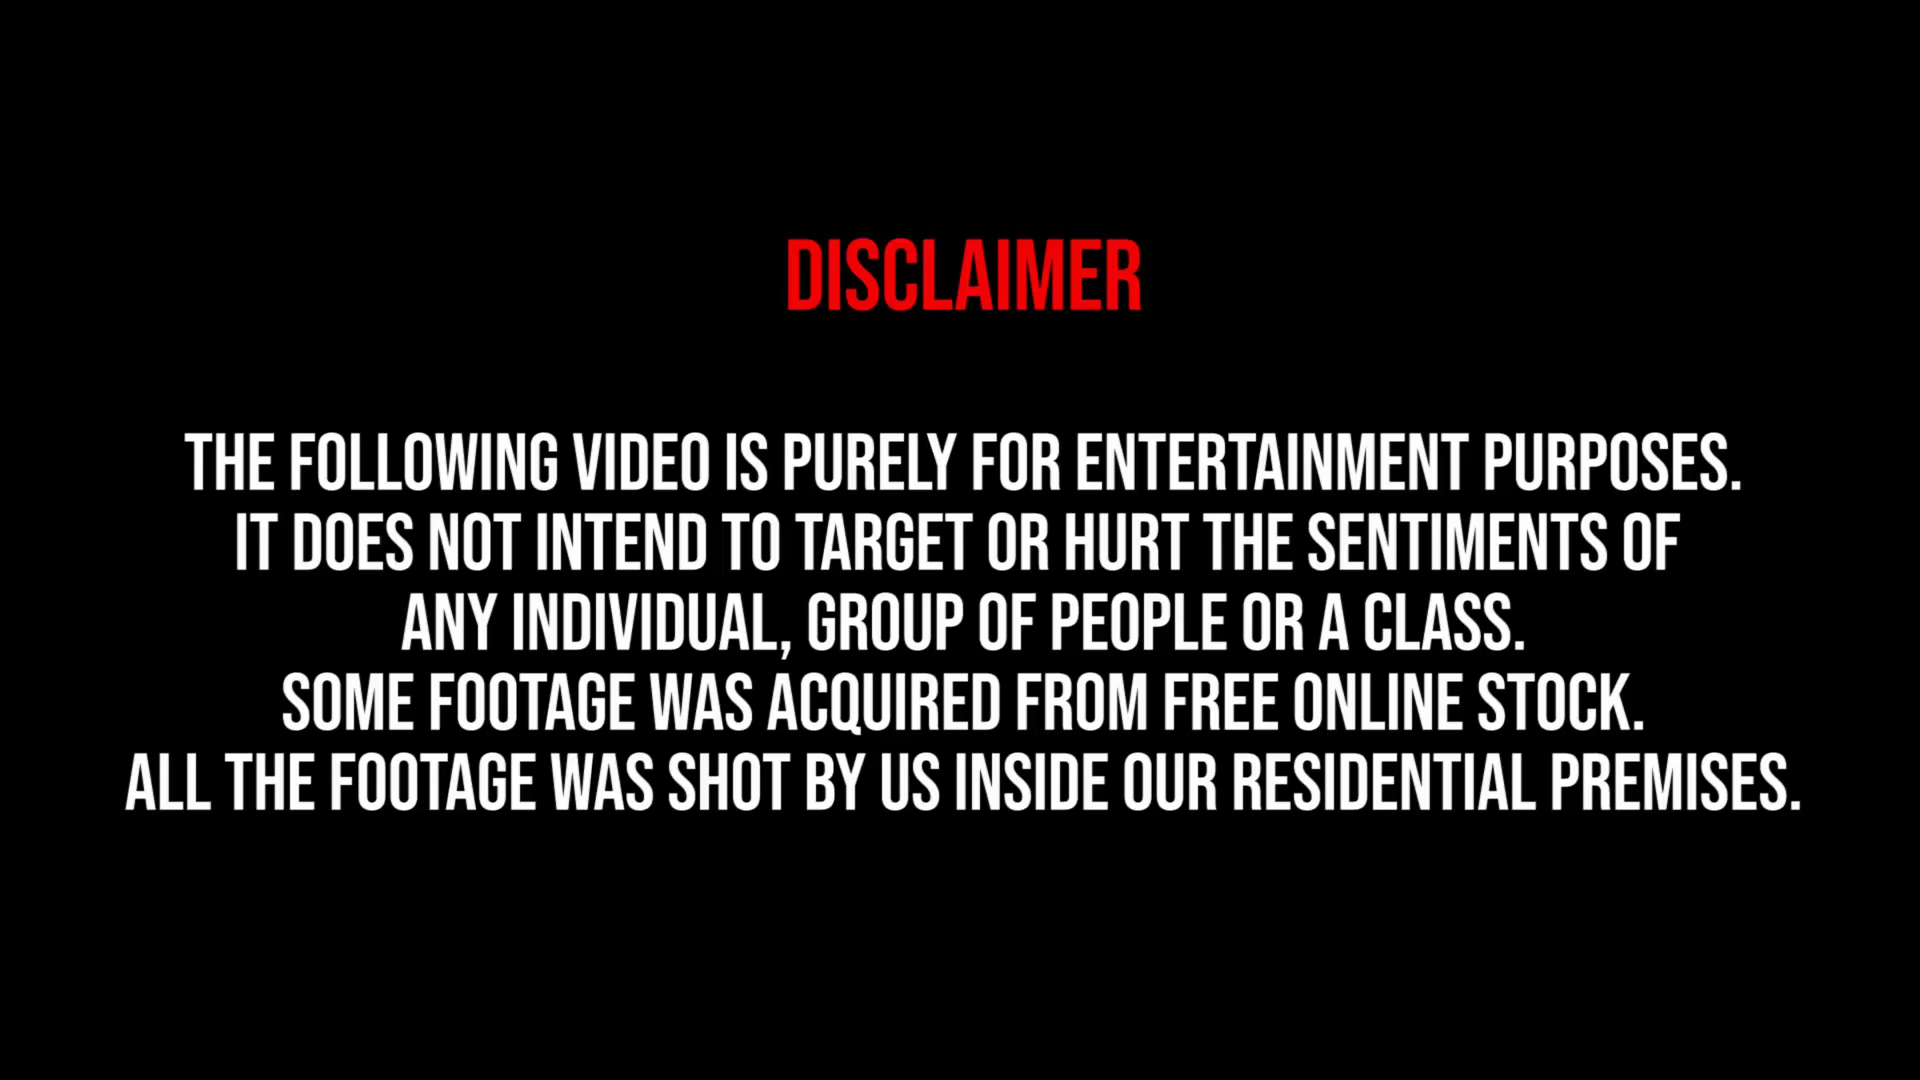 DISCLAIMER
THE FOLLOWING VIDEO IS PURELY FOR ENTERTAINMENT PURPOSES.
IT DOES NOT INTEND TO TARGET OR HURT THE SENTIMENTS OF
ANY INDIVIDUAL, GROUP OF PEOPLE OR A CLASS.
SOME FOOTAGE WAS ACQUIRED FROM FREE ONLINE STOCK.
ALL THE FOOTAGE WAS SHOT BY US INSIDE OUR RESIDENTIAL PREMISES.